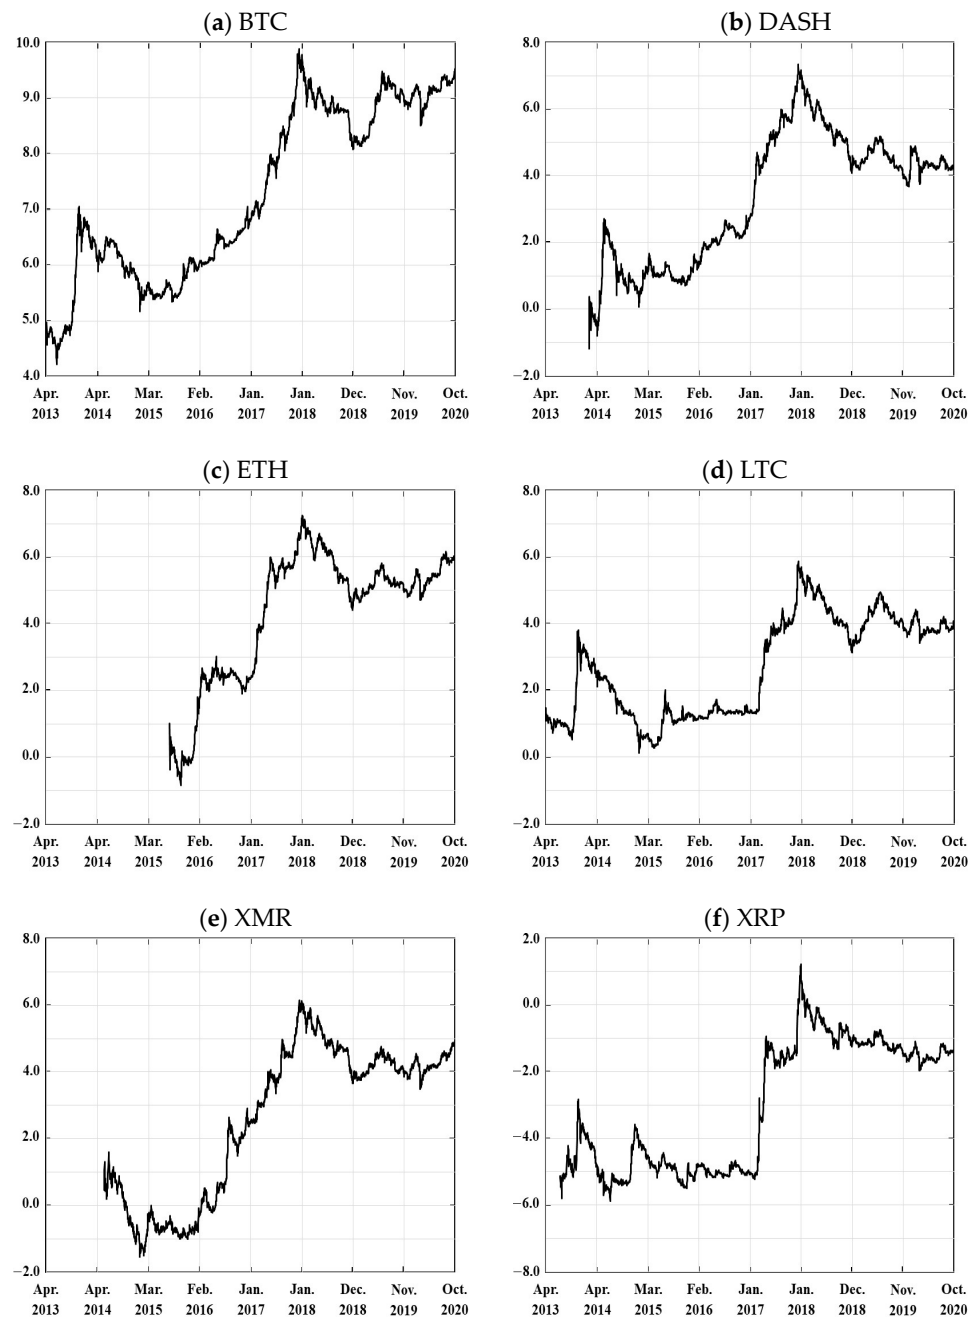 (a) BTC
10.0
9.0
8.0
7.0
6.0
5.0
4.0
Apr. Apr. Mar. Feb. Jan. Jan. Dec. Nov. Oct.
2013 2014 2015 2016 2017 2018 2018 2019 2020
(b) DASH
8.0
6.0
4.0
2.0
0.0
−2.0
Apr. Apr. Mar. Feb. Jan. Jan. Dec. Nov. Oct.
2013 2014 2015 2016 2017 2018 2018 2019 2020
(c) ETH
8.0
6.0
4.0
2.0
0.0
−2.0
Apr. Apr. Mar. Feb. Jan. Jan. Dec. Nov. Oct.
2013 2014 2015 2016 2017 2018 2018 2019 2020
(d) LTC
8.0
6.0
4.0
2.0
0.0
−2.0
Apr. Apr. Mar. Feb. Jan. Jan. Dec. Nov. Oct.
2013 2014 2015 2016 2017 2018 2018 2019 2020
(e) XMR
8.0
6.0
4.0
2.0
0.0
−2.0
Apr. Apr. Mar. Feb. Jan. Jan. Dec. Nov. Oct.
2013 2014 2015 2016 2017 2018 2018 2019 2020
(f) XRP
2.0
0.0
−2.0
−4.0
−6.0
−8.0
Apr. Apr. Mar. Feb. Jan. Jan. Dec. Nov. Oct.
2013 2014 2015 2016 2017 2018 2018 2019 2020